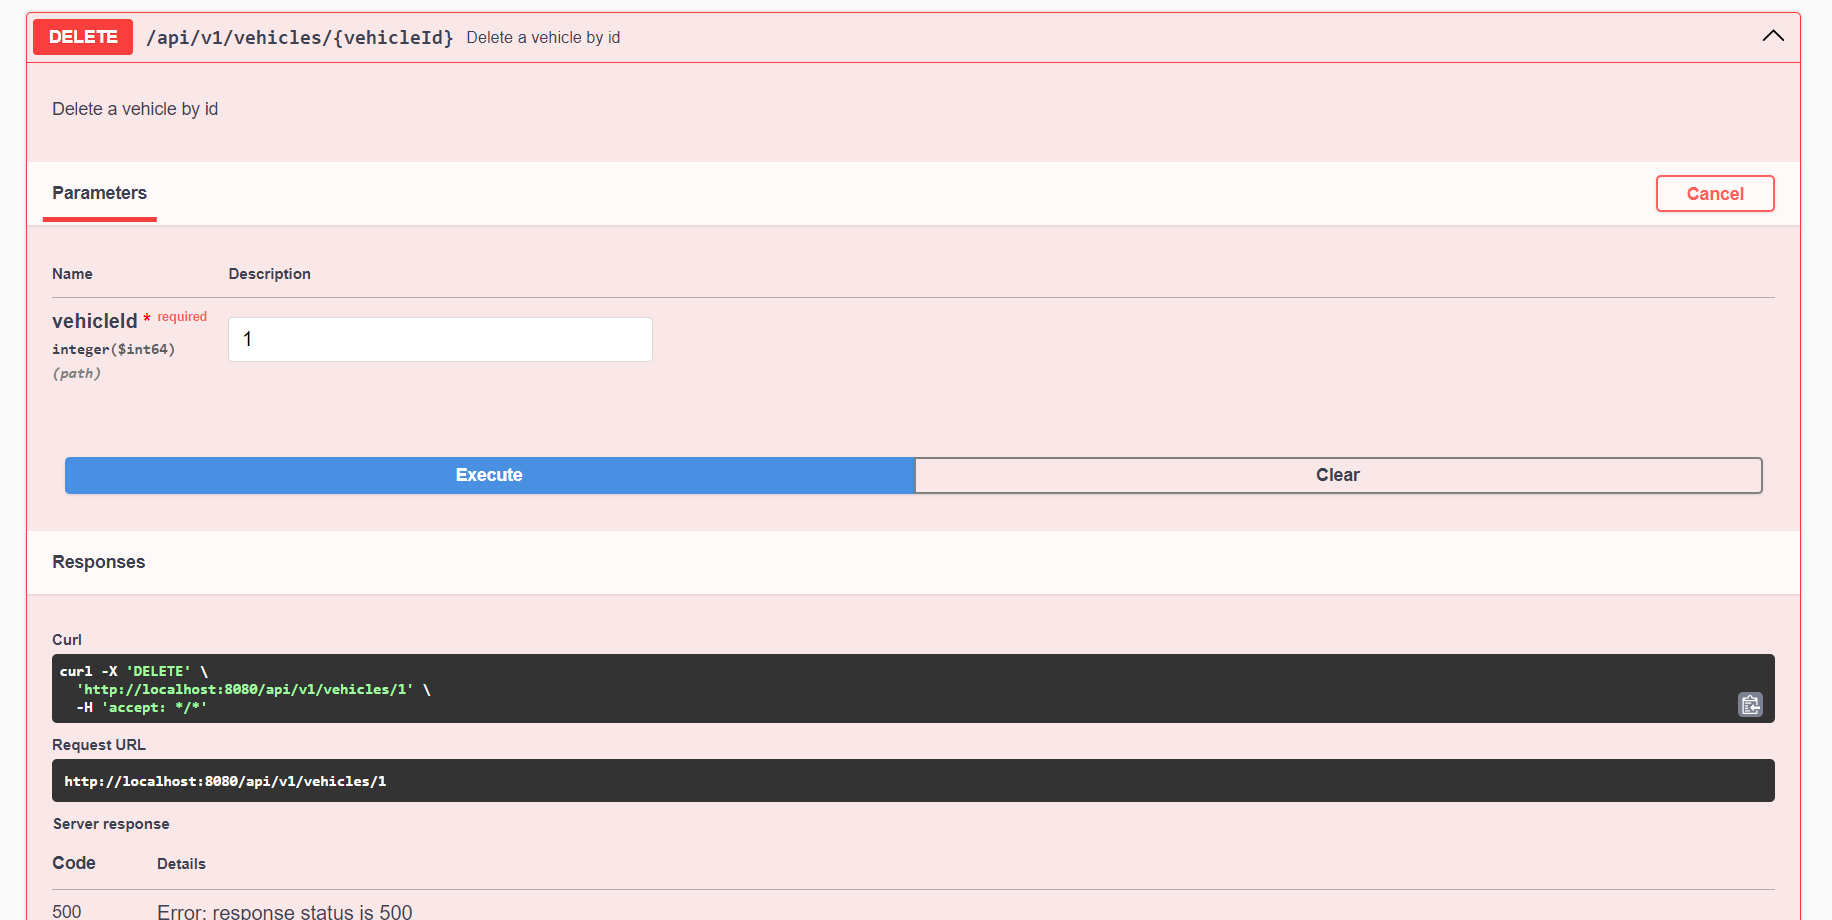 DELETE /api/v1/vehicles/{vehicleId} Delete a vehicle by id
Delete a vehicle by id
Parameters
Cancel
Name Description
vehicleId * required
integer($int64)
(path)
1
Execute Clear
Responses
Curl
curl -X 'DELETE' \
'http://localhost:8080/api/v1/vehicles/1' \
-H 'accept: */*'
Request URL
http://localhost:8080/api/v1/vehicles/1
Server response
Code Details
500 Error: response status is 500